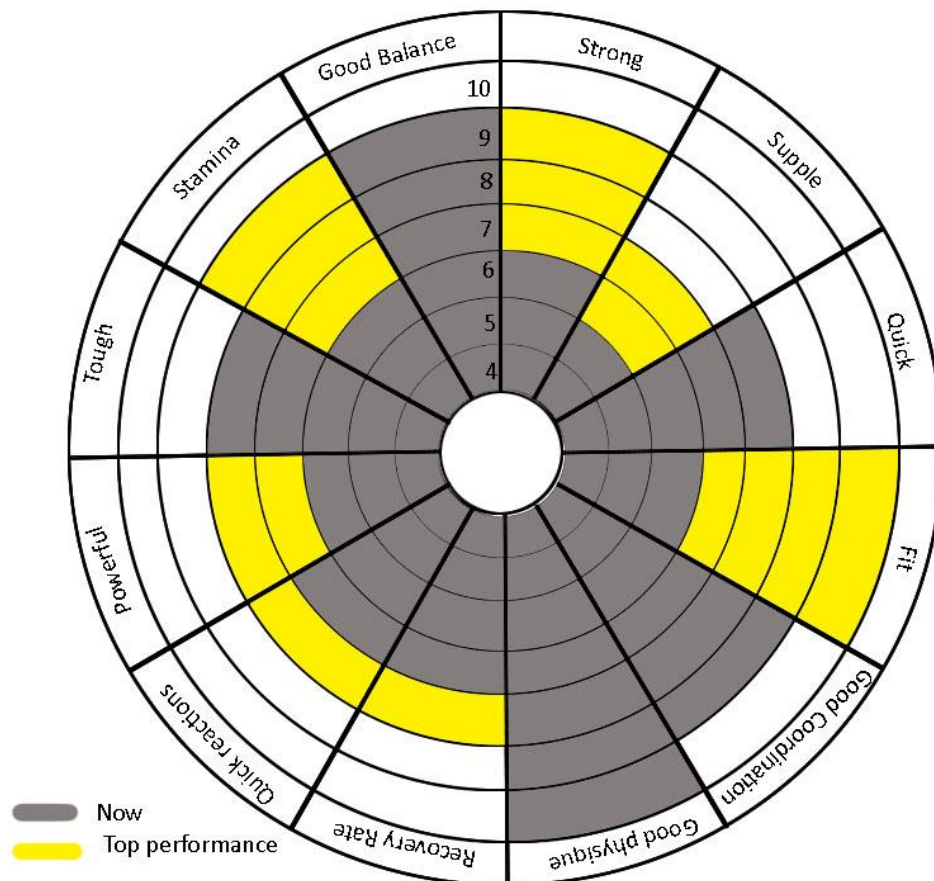 Good Balance
Strong
Supple
Quick
Fit
Good Coordination
Good physique
Recovery Rate
Quick reactions
Powerful
Tough
Stamina
10
9
8
7
6
5
4
Now
Top performance